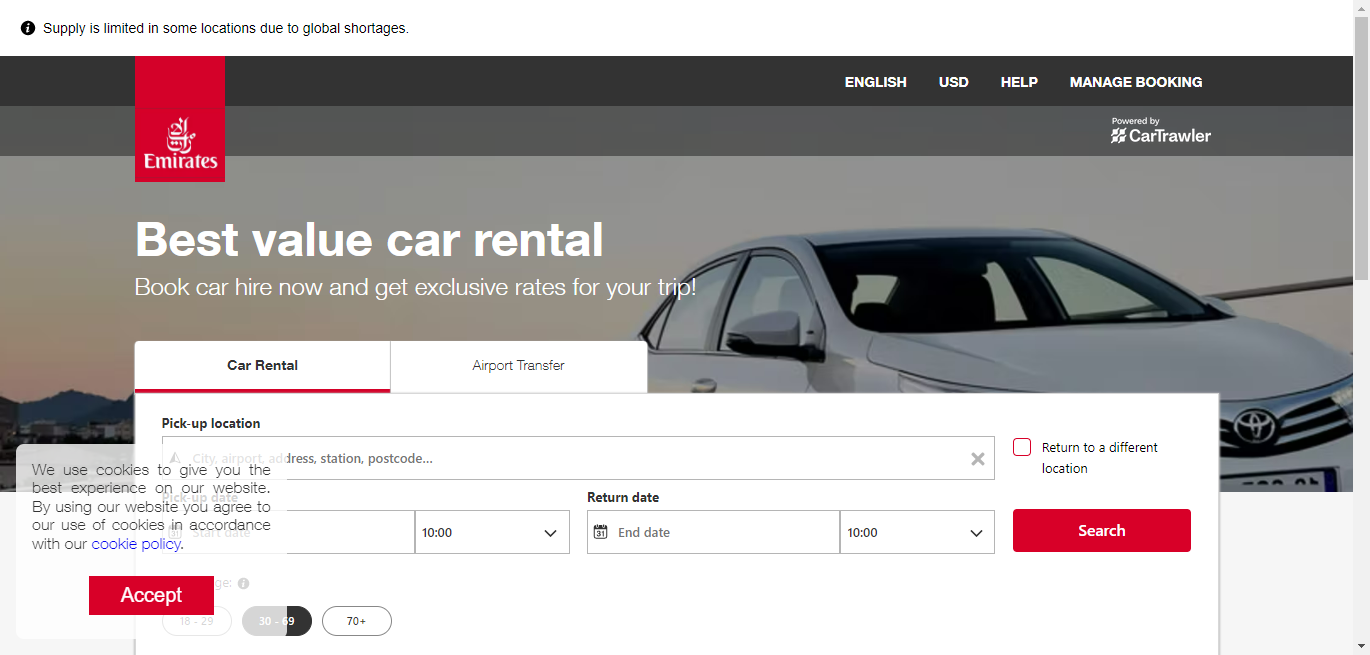 Supply is limited in some locations due to global shortages.
ENGLISH USD HELP MANAGE BOOKING
Emirates
Powered by
CarTrawler
Best value car rental
Book car hire now and get exclusive rates for your trip!
Car Rental Airport Transfer
Pick-up location
City, airport, address, station, postcode...
Return to a different
location
We use cookies to give you the
best experience on our website.
By using our website you agree to
our use of cookies in accordance
with our cookie policy.
Accept
Pick-up date Return date
Start date 10:00 End date 10:00
Search
18 - 29 30 - 69 70+